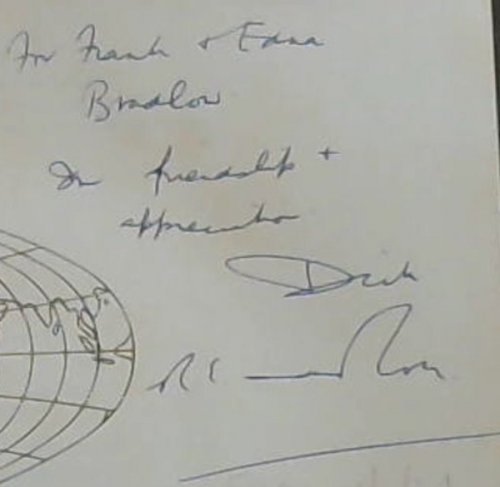 For Frank + Edna
Bradlow
In friendship +
appreciation
Dick